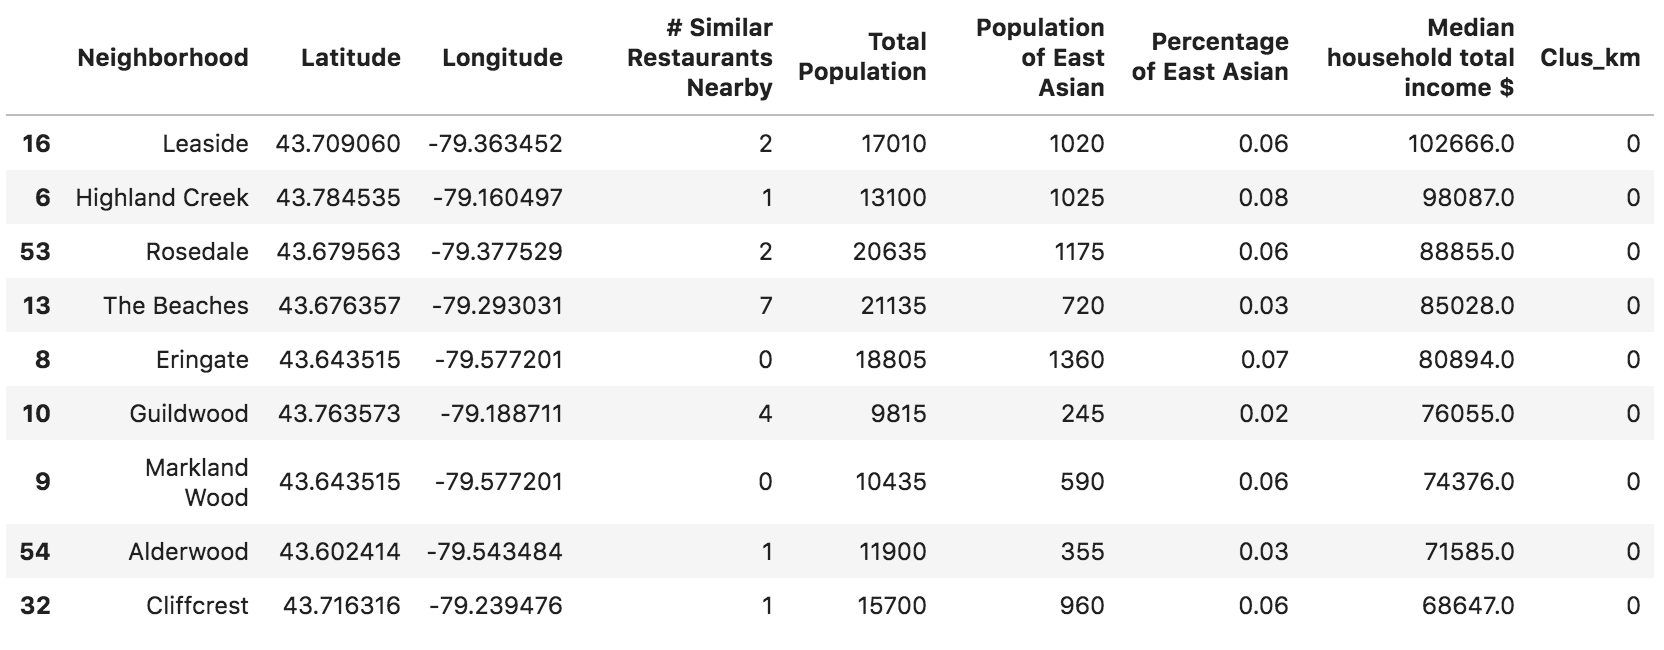 Neighborhood Latitude Longitude # Similar Restaurants Nearby Total Population Population of East Asian Percentage of East Asian Median household total income $ Clus_km
16 Leaside 43.709060 -79.363452 2 17010 1020 0.06 102666.0 0
6 Highland Creek 43.784535 -79.160497 1 13100 1025 0.08 98087.0 0
53 Rosedale 43.679563 -79.377529 2 20635 1175 0.06 88855.0 0
13 The Beaches 43.676357 -79.293031 7 21135 720 0.03 85028.0 0
8 Eringate 43.643515 -79.577201 0 18805 1360 0.07 80894.0 0
10 Guildwood 43.763573 -79.188711 4 9815 245 0.02 76055.0 0
9 Markland Wood 43.643515 -79.577201 0 10435 590 0.06 74376.0 0
54 Alderwood 43.602414 -79.543484 1 11900 355 0.03 71585.0 0
32 Cliffcrest 43.716316 -79.239476 1 15700 960 0.06 68647.0 0